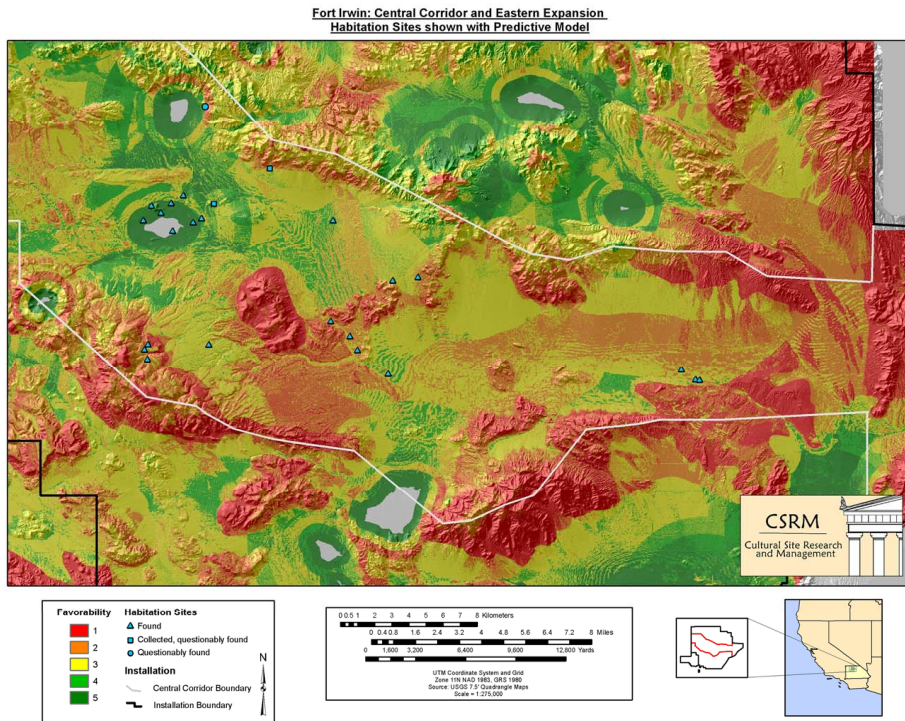 Fort Irwin: Central Corridor and Eastern Expansion
Habitation Sites shown with Predictive Model
CSRM
Cultural Site Research
and Management
Favorability
1
2
3
4
5
Habitation Sites
Found
Collected, questionably found
Questionably found
Installation
Central Corridor Boundary
Installation Boundary
N
0 0.5 1 2 3 4 5 6 7 8 Kilometers
0 0.4 0.8 1.6 2.4 3.2 4 4.8 5.6 6.4 7.2 8 Miles
0 1,600 3,200 6,400 9,600 12,800 Yards
UTM Coordinate System and Grid
Zone 11N NAD 1983, GRS 1980
Source: USGS 7.5' Quadrangle Maps
Scale = 1:275,000